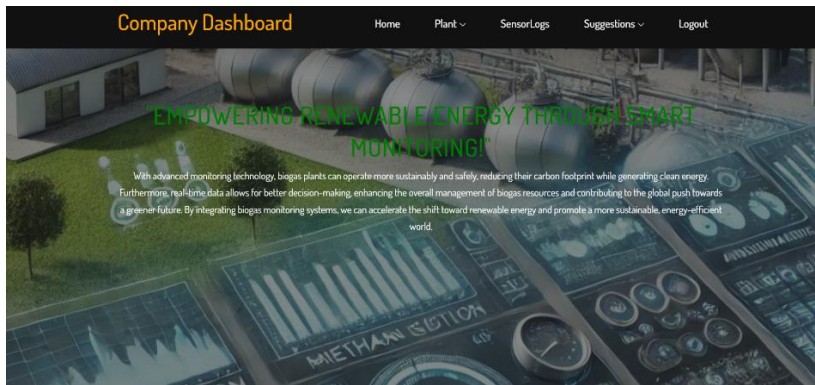 Company Dashboard
Home Plant SensorLogs Suggestions Logout
"EMPOWERING RENEWABLE ENERGY THROUGH SMART
MONITORING!"
With advanced monitoring technology, biogas plants can operate more sustainably and safely, reducing their carbon footprint while generating clean energy.
Furthermore, real-time data allows for better decision-making, enhancing the overall management of biogas resources and contributing to the global push towards
a greener future. By integrating biogas monitoring systems, we can accelerate the shift toward renewable energy and promote a more sustainable, energy-efficient
world.